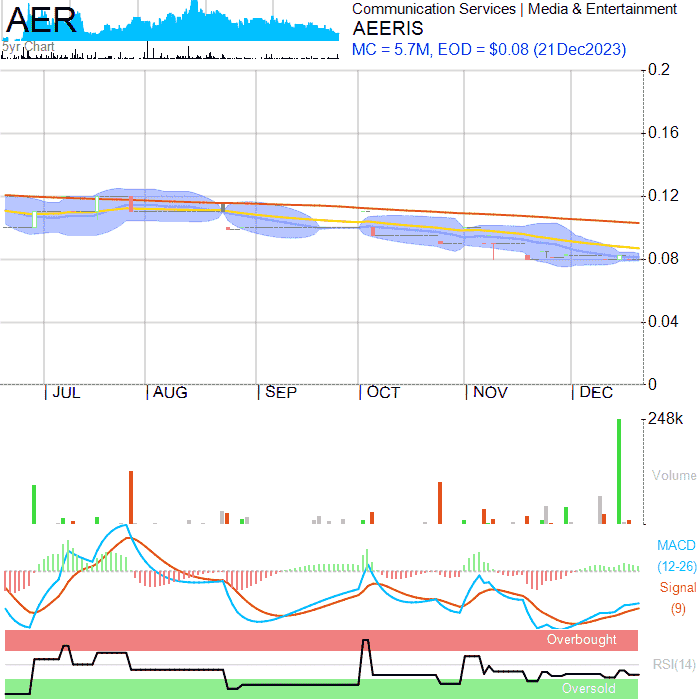 AER
5yr Chart
Communication Services | Media & Entertainment
AEERIS
MC = 5.7M, EOD = $0.08 (21Dec2023)
0.2
0.16
0.12
0.08
0.04
0
JUL AUG SEP OCT NOV DEC
248k
Volume
MACD
(12-26)
Signal
(9)
Overbought
RSI(14)
Oversold